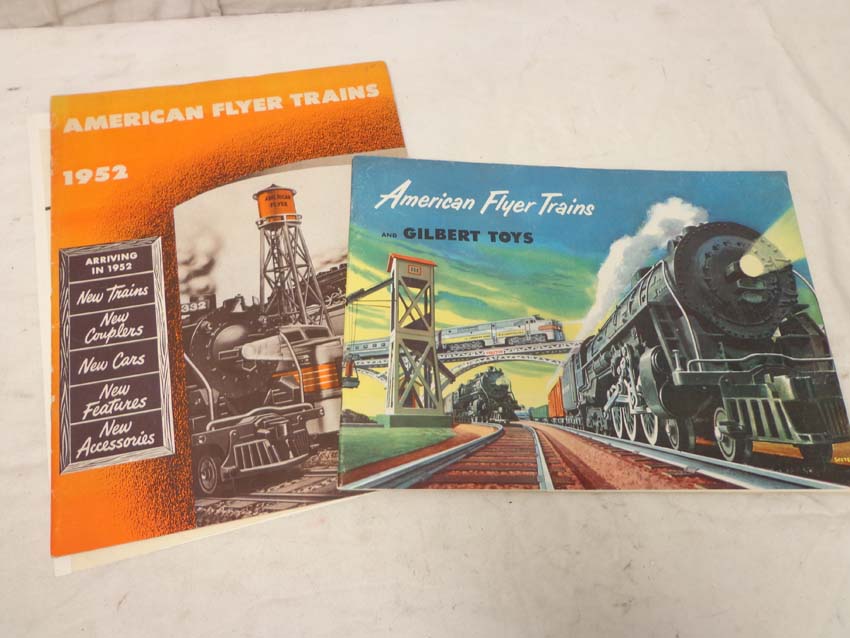 AMERICAN FLYER TRAINS
1952
AMERICAN
FLYER
ARRIVING
IN 1952
New Trains
New
Couplers
New Cars
New
Features
New
Accessories
332
American Flyer Trains
AND GILBERT TOYS